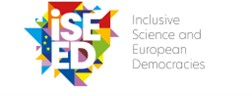 iSE
ED
Inclusive
Science and
European
Democracies